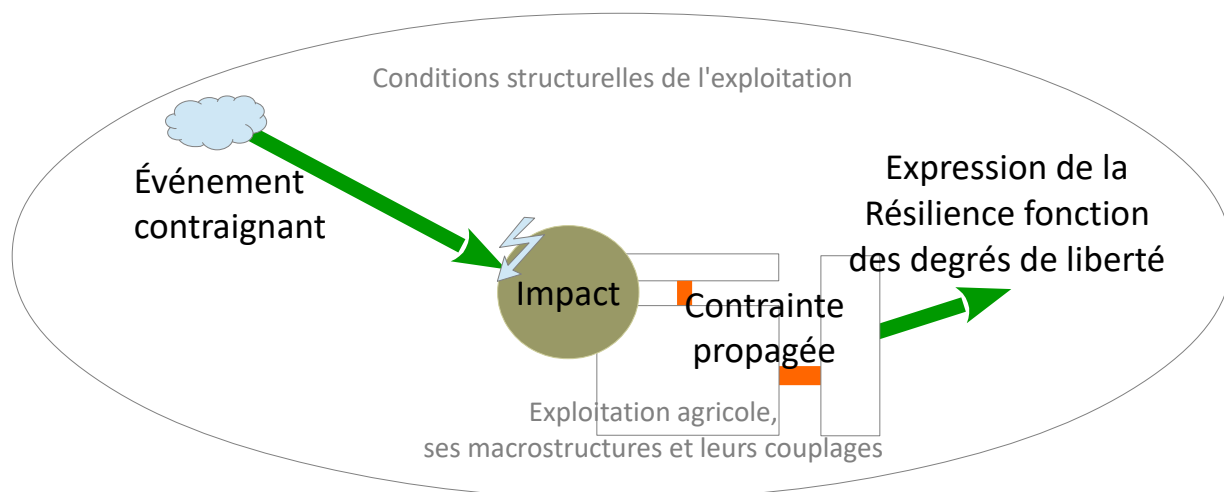 Conditions structurelles de l'exploitation
Événement
contraignant
Impact
Contrainte
propagée
Expression de la
Résilience fonction
des degrés de liberté
Exploitation agricole,
ses macrostructures et leurs couplages